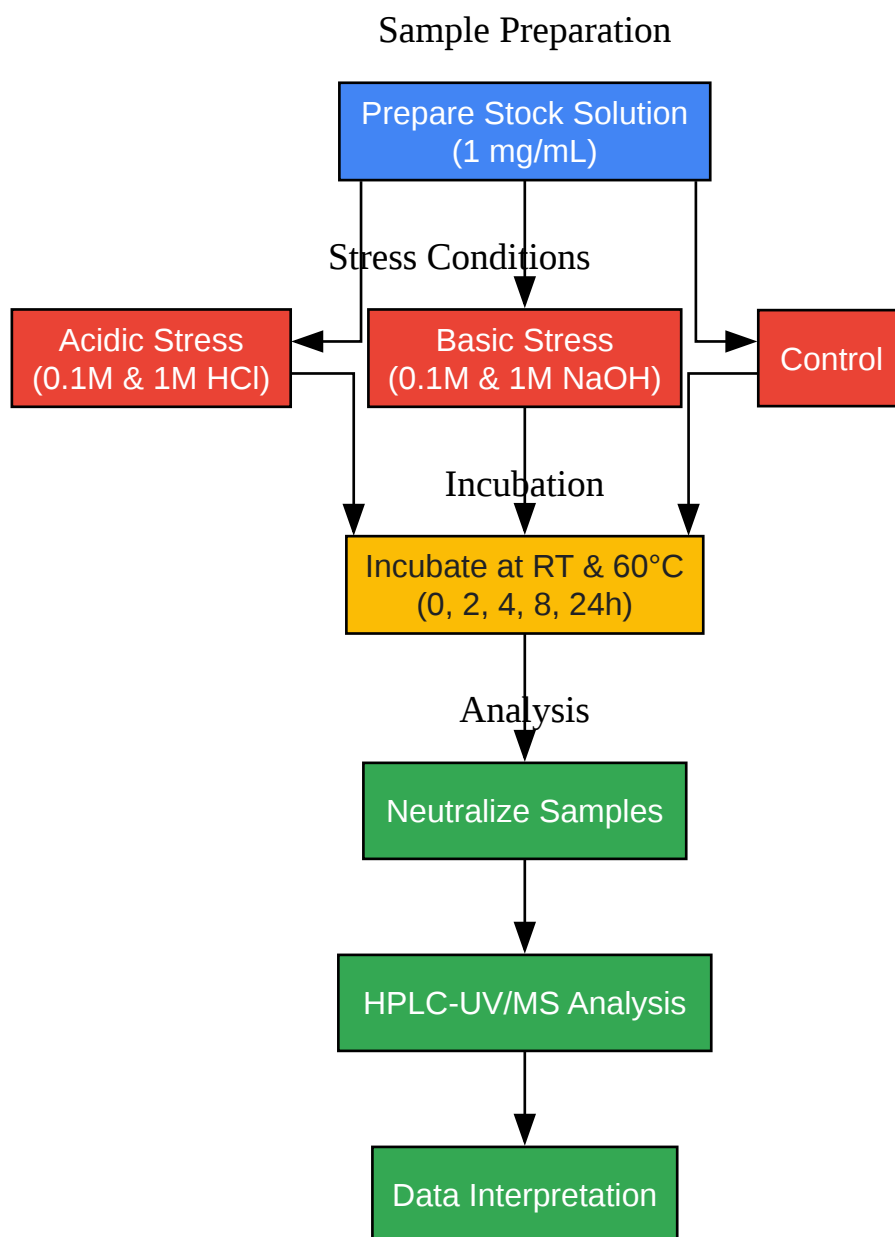 Sample Preparation
Prepare Stock Solution
(1 mg/mL)
Stress Conditions
Acidic Stress
(0.1M & 1M HCl)
Basic Stress
(0.1M & 1M NaOH)
Control
Incubation
Incubate at RT & 60°C
(0, 2, 4, 8, 24h)
Analysis
Neutralize Samples
HPLC-UV/MS Analysis
Data Interpretation